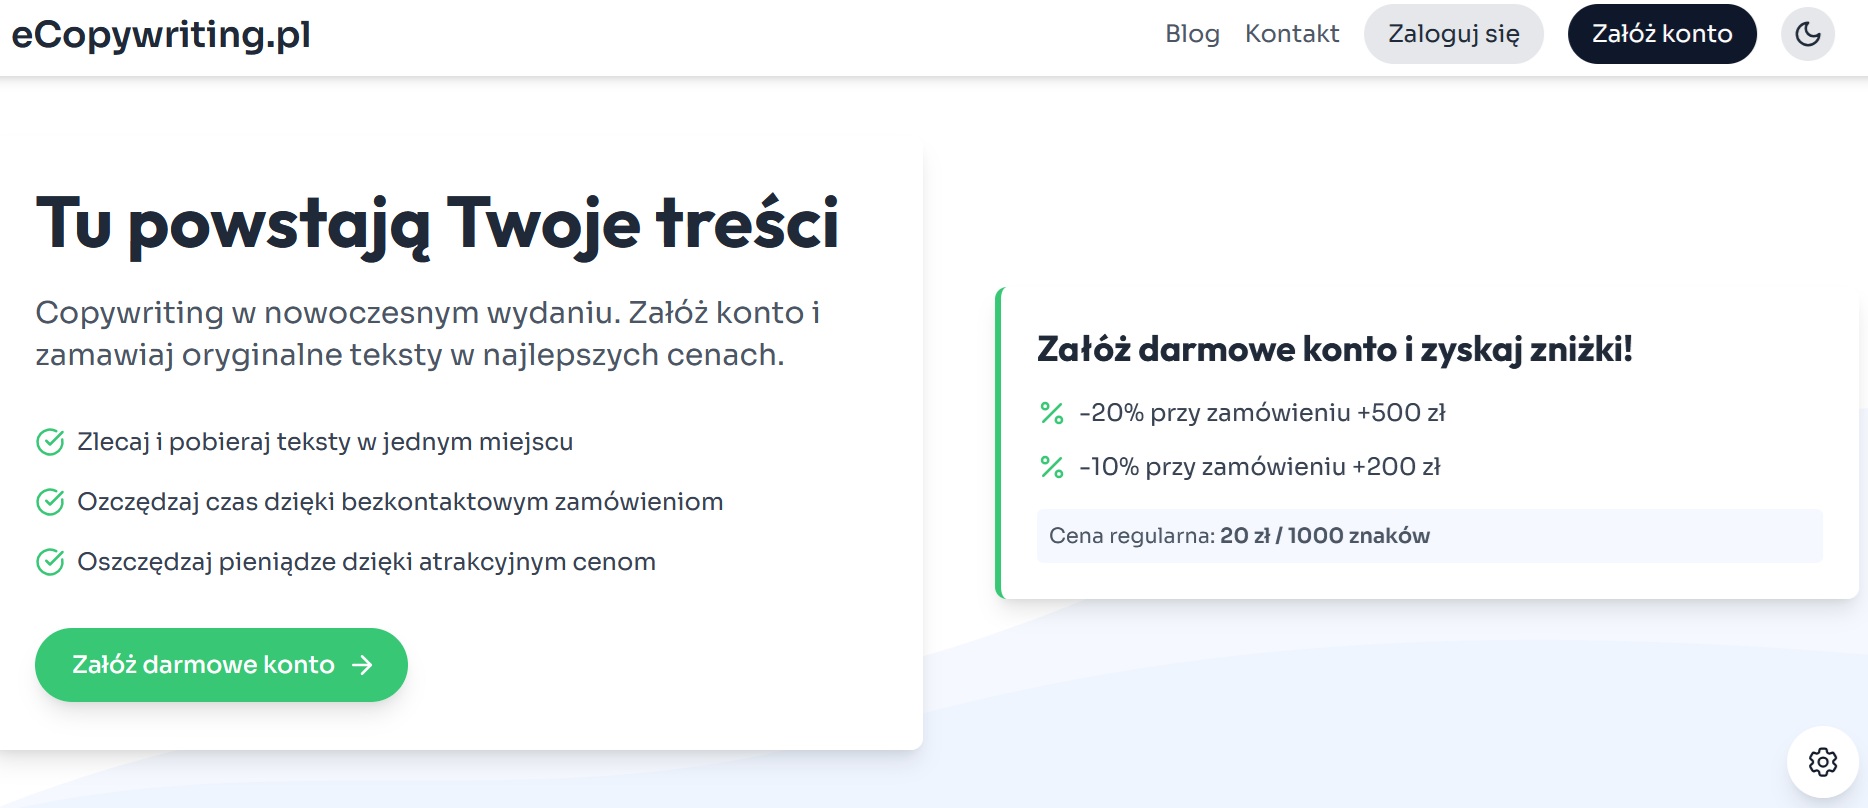 eCopywriting.pl
Blog
Kontakt
Zaloguj się
Załóż konto
Tu powstają Twoje treści
Copywriting w nowoczesnym wydaniu. Załóż konto i
zamawiaj oryginalne teksty w najlepszych cenach.
Zlecaj i pobieraj teksty w jednym miejscu
Ozczędzaj czas dzięki bezkontaktowym zamówieniom
Oszczędzaj pieniądze dzięki atrakcyjnym cenom
Załóż darmowe konto
Załóż darmowe konto i zyskaj zniżki!
-20% przy zamówieniu +500 zł
-10% przy zamówieniu +200 zł
Cena regularna: 20 zł / 1000 znaków